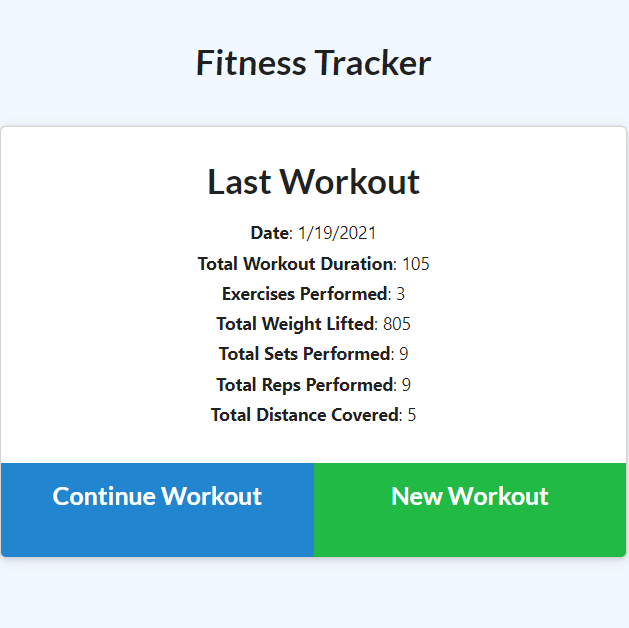 Fitness Tracker
Last Workout
Date: 1/19/2021
Total Workout Duration: 105
Exercises Performed: 3
Total Weight Lifted: 805
Total Sets Performed: 9
Total Reps Performed: 9
Total Distance Covered: 5
Continue Workout
New Workout